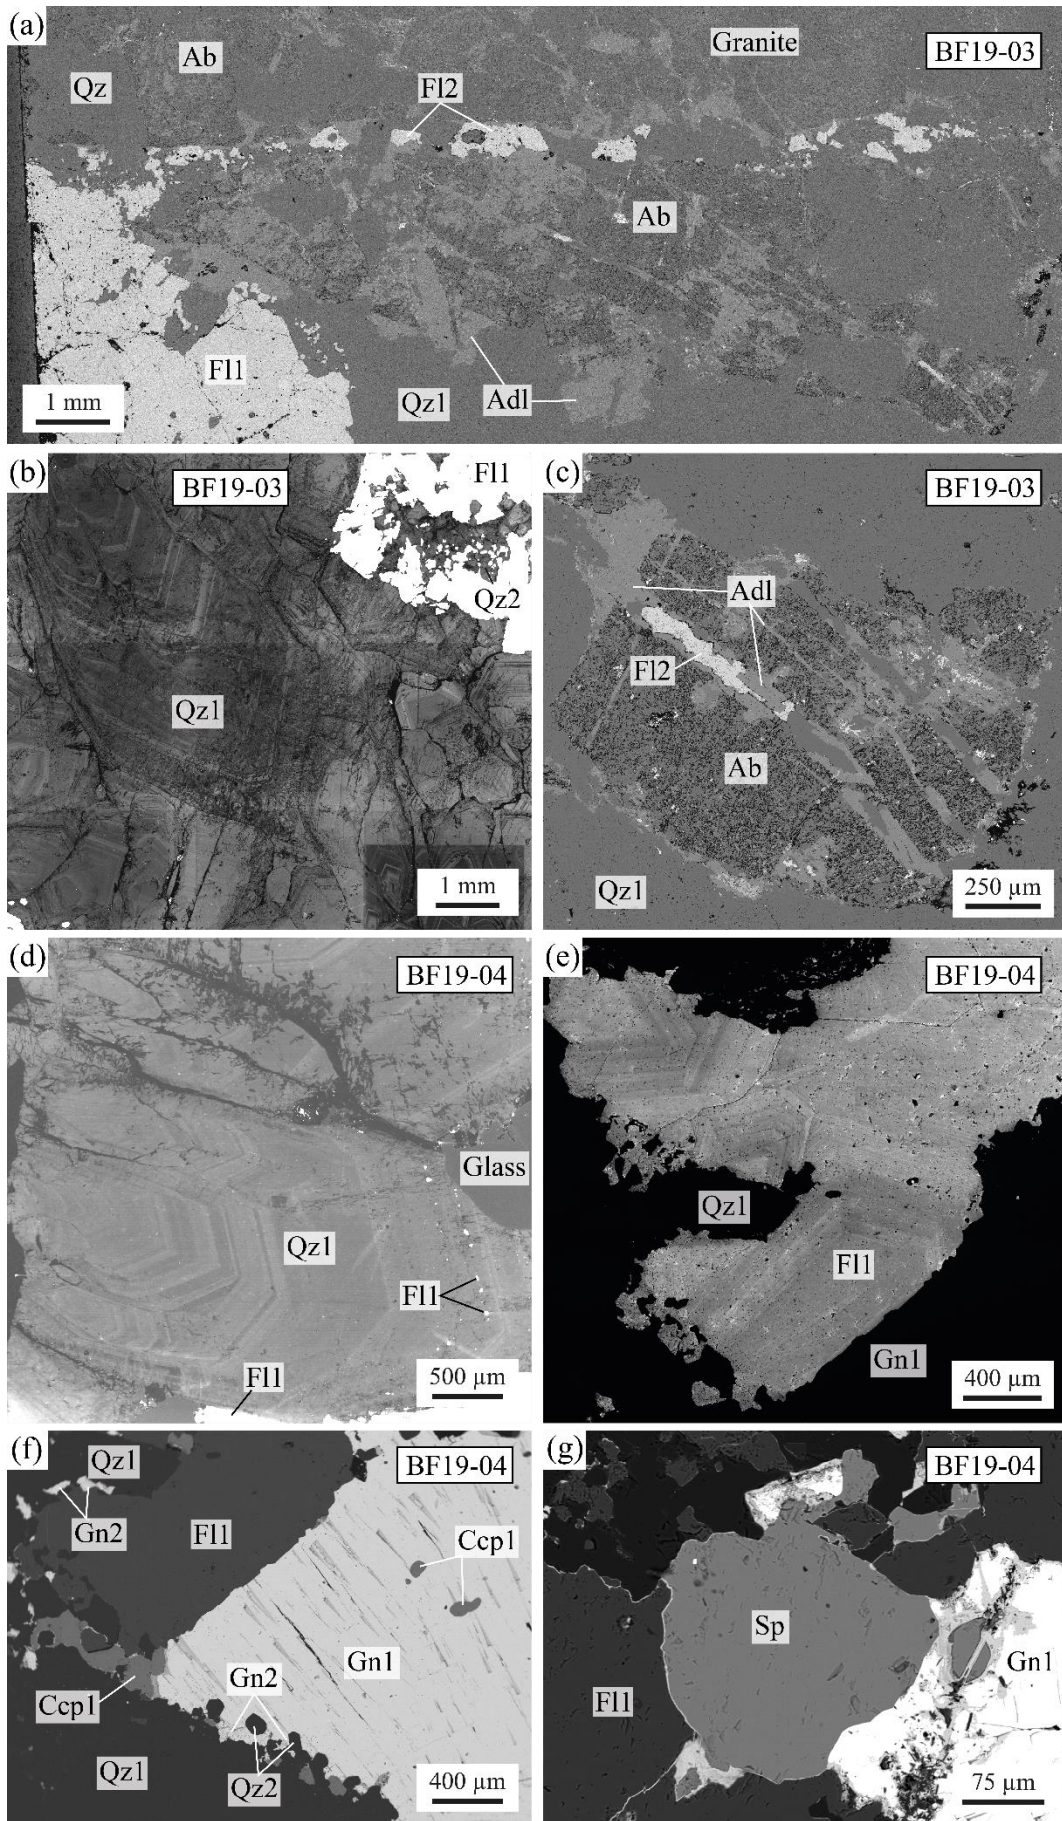 (a)
Ab
Granite
BF19-03
Qz
Fl2
Ab
Fl1
Qz1
Adl
1 mm
(b)
BF19-03
Fl1
Qz2
Qz1
1 mm
(c)
BF19-03
Adl
Fl2
Ab
Qz1
250 µm
(d)
BF19-04
Glass
Qz1
Fl1
Fl1
500 µm
(e)
BF19-04
Qz1
Fl1
Gn1
400 µm
(f)
Qz1
BF19-04
Gn2
Fl1
Ccp1
Gn1
Gn2
Ccp1
Qz1
Qz2
400 µm
(g)
BF19-04
Sp
Gn1
Fl1
75 µm